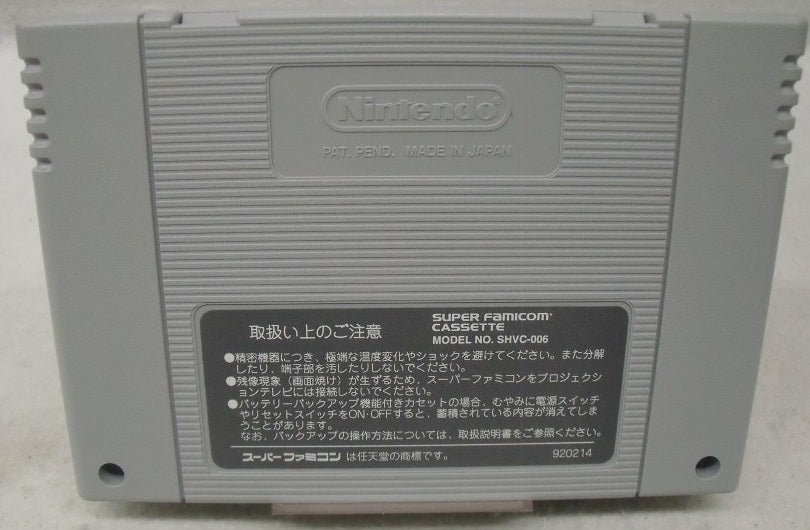 Nintendo®
PAT. PEND. MADE IN JAPAN
取扱い上のご注意
SUPER FAMICOM®
CASSETTE
MODEL NO. SHVC-006
●精密機器につき、極端な温度変化やショックを避けてください。また分解
したり、端子部を汚したりしないでください。
●残像現象（画面焼け）が生ずるため、スーパーファミコンをプロジェクシ
ョンテレビには接続しないでください。
●バッテリーバックアップ機能付きカセットの場合、むやみに電源スイッチ
やリセットスイッチをON·OFFすると、蓄積されている内容が消えてしま
うことがあります。
なお、バックアップの操作方法については、取扱説明書をご参照ください。
スーパーファミコン は任天堂の商標です。
920214